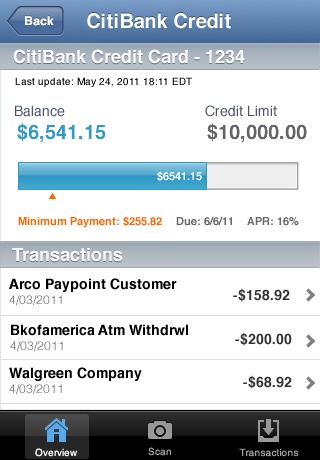 Back CitiBank Credit
CitiBank Credit Card - 1234
Last update: May 24, 2011 18:11 EDT
Balance Credit Limit
$6,541.15 $10,000.00
$6541.15
Minimum Payment: $255.82 Due: 6/6/11 APR: 16%
Transactions
Arco Paypoint Customer
4/03/2011
-$158.92
Bkofamerica Atm Withdrwl
4/03/2011
-$200.00
Walgreen Company
4/03/2011
-$68.92
Overview Scan Transactions